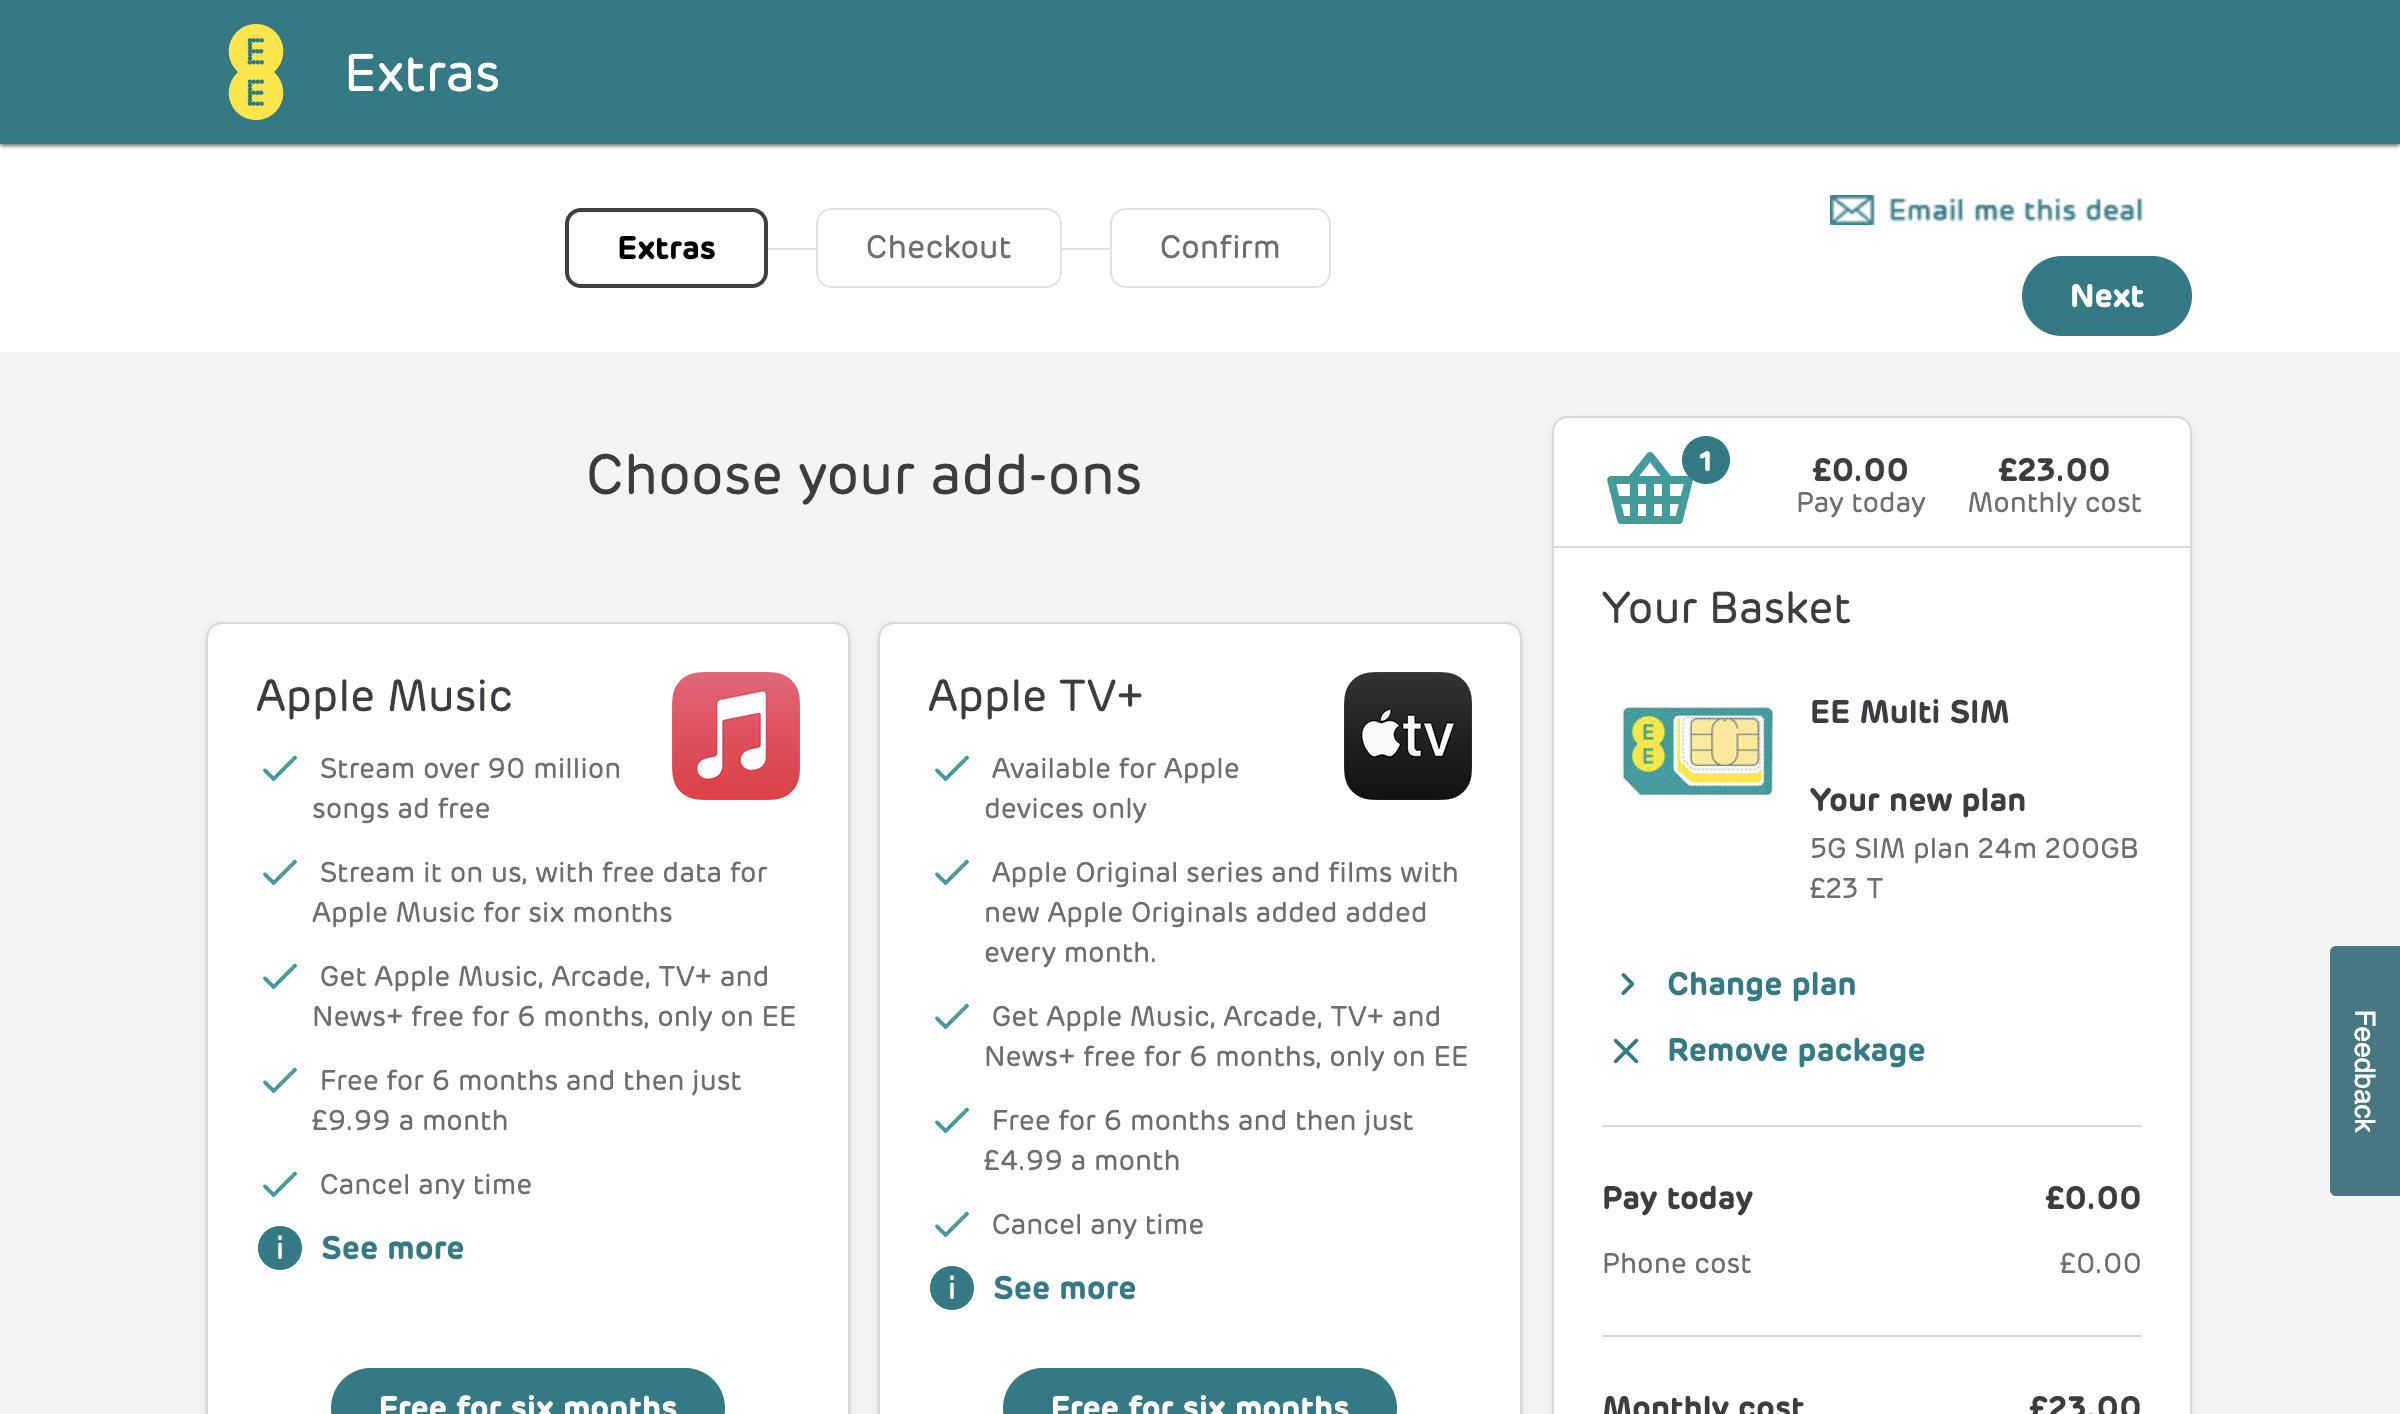 E
E
Extras
Extras
Checkout
Confirm
Email me this deal
Next
Choose your add-ons
Apple Music
Stream over 90 million
songs ad free
Stream it on us, with free data for
Apple Music for six months
Get Apple Music, Arcade, TV+ and
News+ free for 6 months, only on EE
Free for 6 months and then just
£9.99 a month
Cancel any time
i See more
Free for six months
Apple TV+
tv
Available for Apple
devices only
Apple Original series and films with
new Apple Originals added added
every month.
Get Apple Music, Arcade, TV+ and
News+ free for 6 months, only on EE
Free for 6 months and then just
£4.99 a month
Cancel any time
i See more
Free for six months
1
£0.00
Pay today
£23.00
Monthly cost
Your Basket
E
E
EE Multi SIM
Your new plan
5G SIM plan 24m 200GB
£23 T
Change plan
Remove package
Pay today £0.00
Phone cost £0.00
Monthly cost £23.00
Feedback